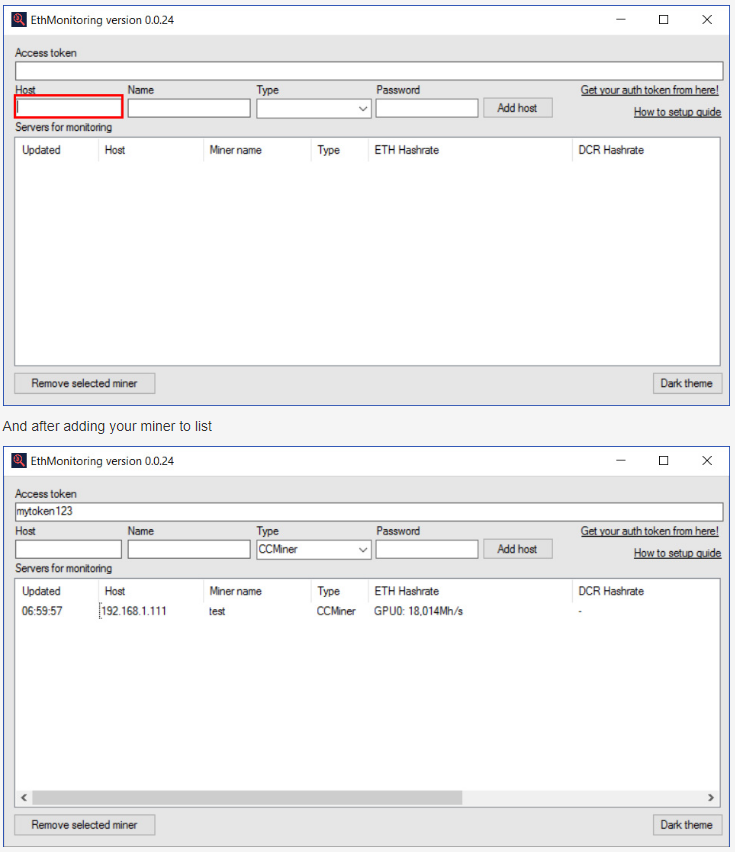 EthMonitoring version 0.0.24
Access token
Host Name Type Password Get your auth token from here!
Add host How to setup guide
Servers for monitoring
Updated Host Miner name Type ETH Hashrate DCR Hashrate
Remove selected miner Dark theme
And after adding your miner to list
EthMonitoring version 0.0.24
Access token
mytoken123
Host Name Type Password Get your auth token from here!
CCMiner Add host How to setup guide
Servers for monitoring
Updated Host Miner name Type ETH Hashrate DCR Hashrate
06:59:57 192.168.1.111 test CCMiner GPU0: 18,014Mh/s -
Remove selected miner Dark theme